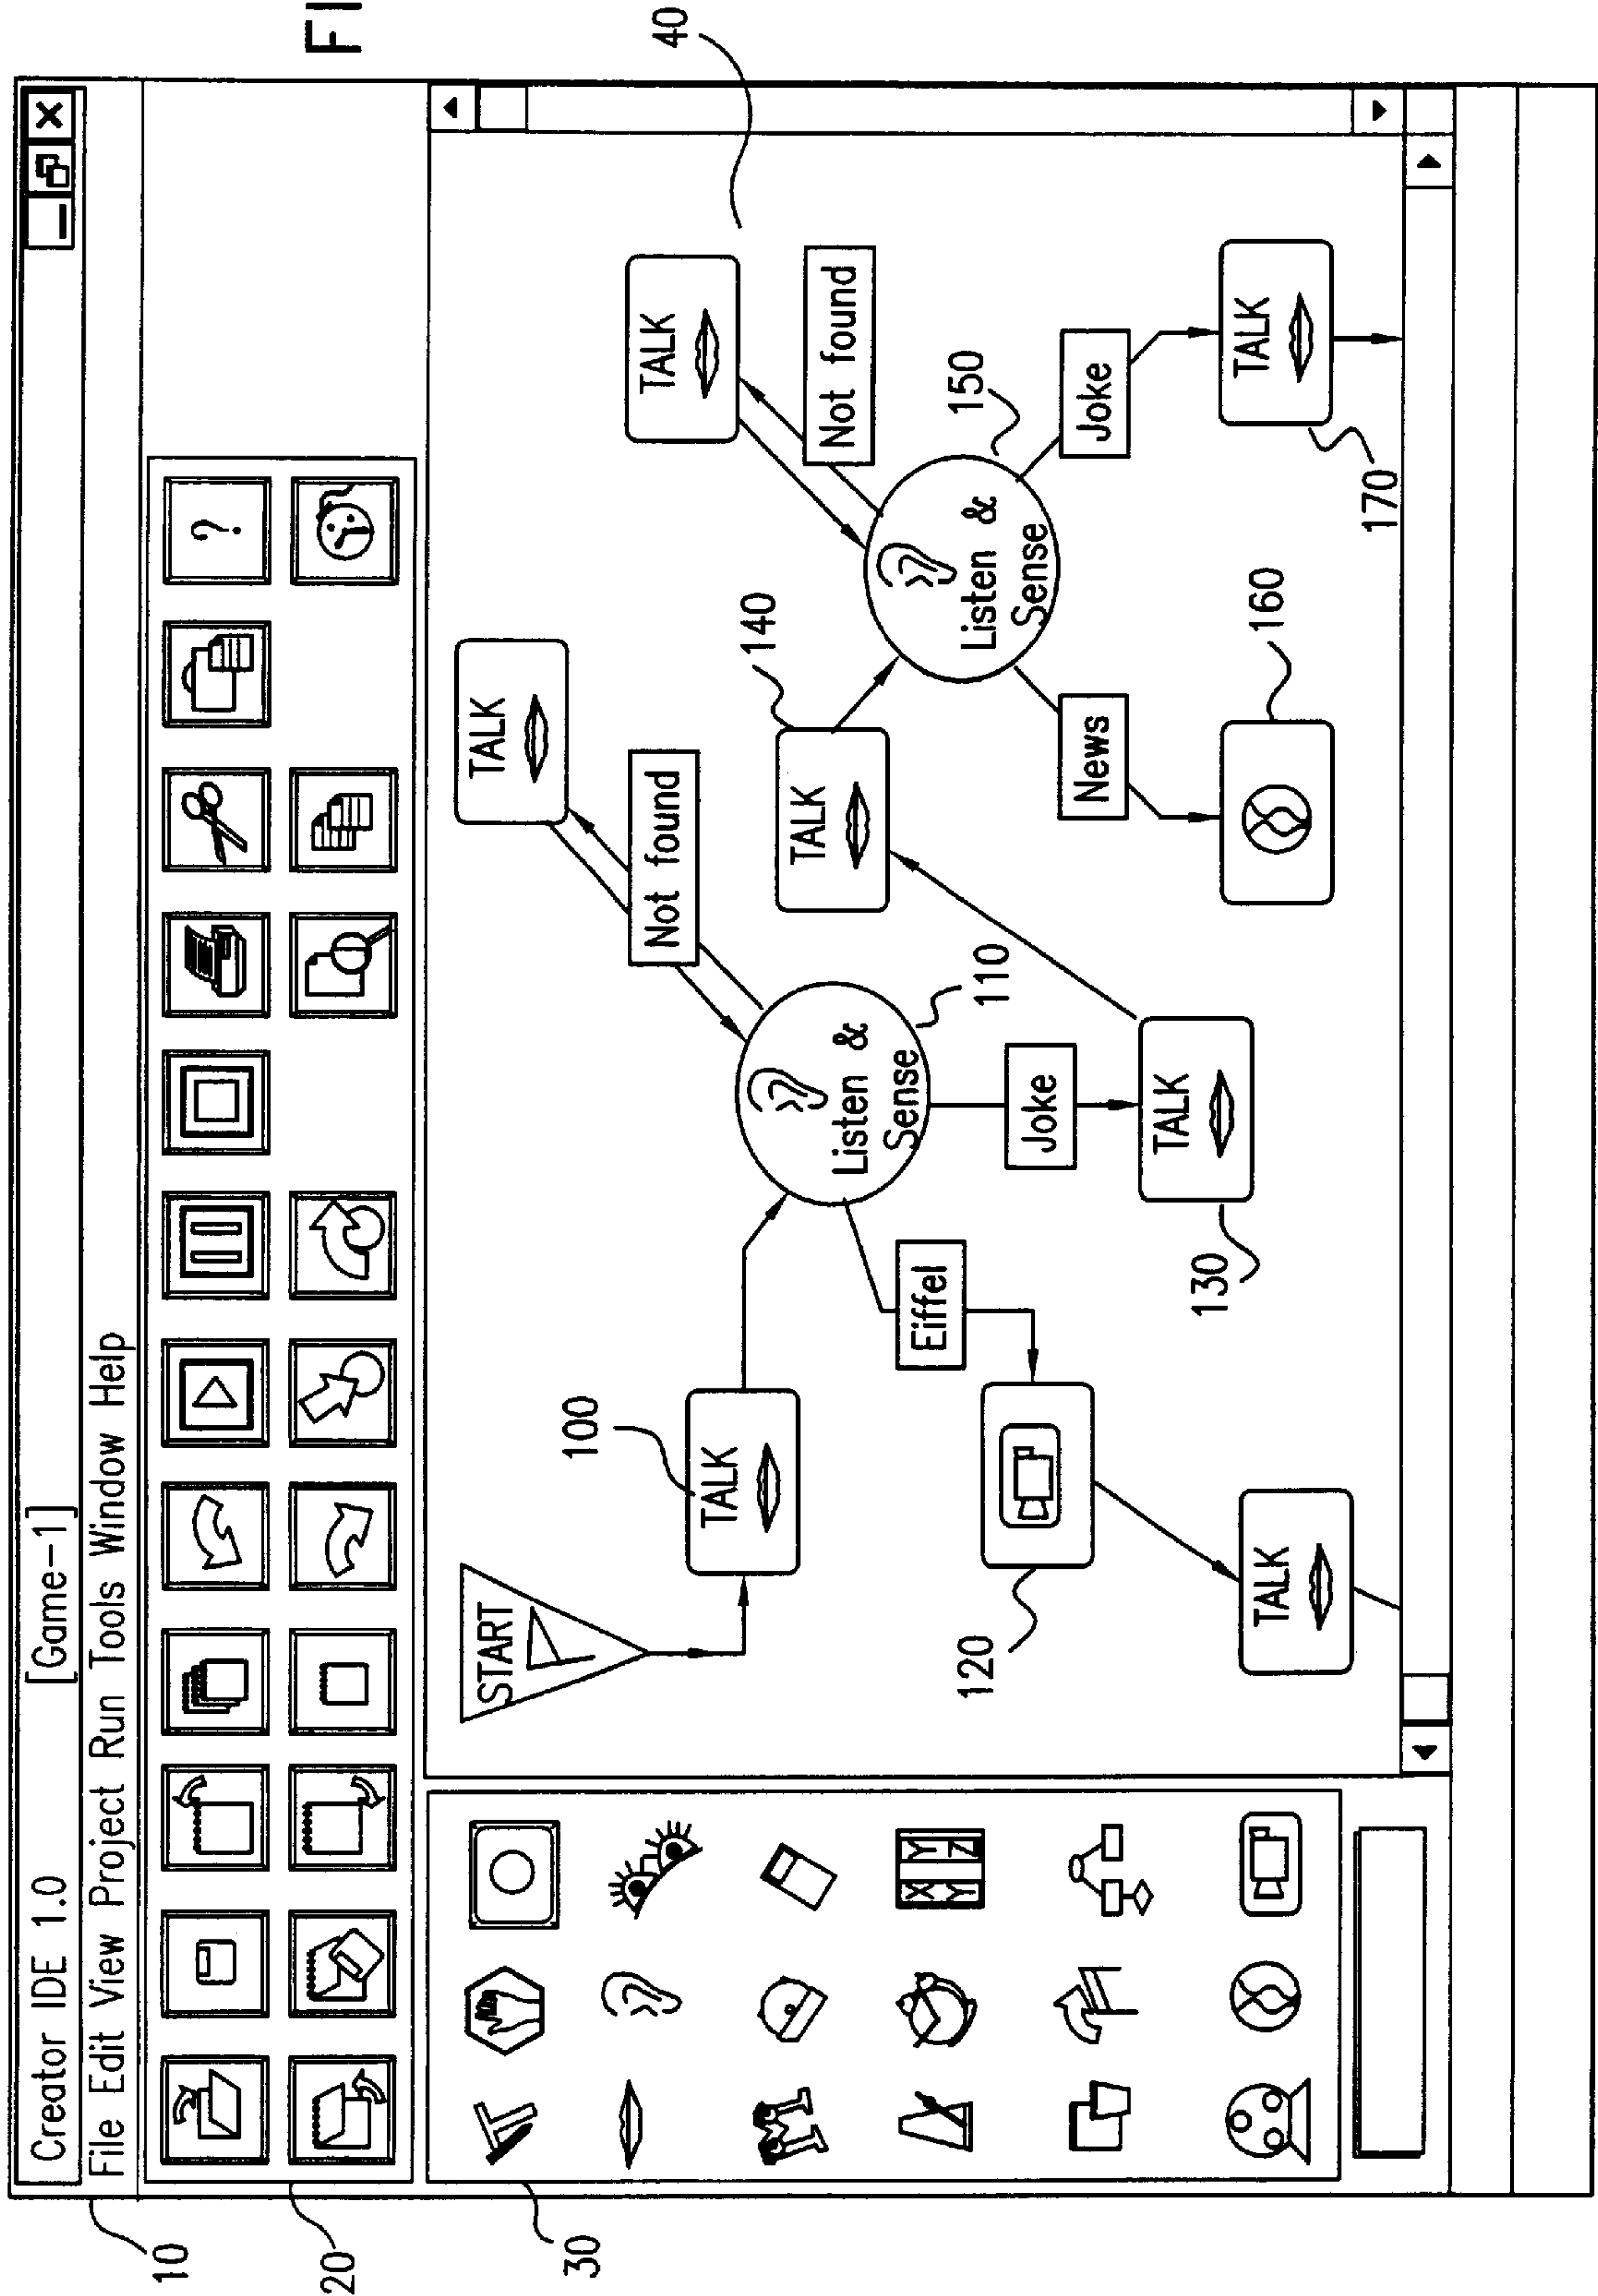 FI
Creator IDE 1.0 [Game-1]
File Edit View Project Run Tools Window Help
10
20
30
40
?
X Y
Y Z
START
TALK
100
TALK
Not found
TALK
Not found
Listen &
Sense
110
TALK
140
Listen &
Sense
150
Eiffel
Joke
News
Joke
120
TALK
130
160
TALK
170
TALK